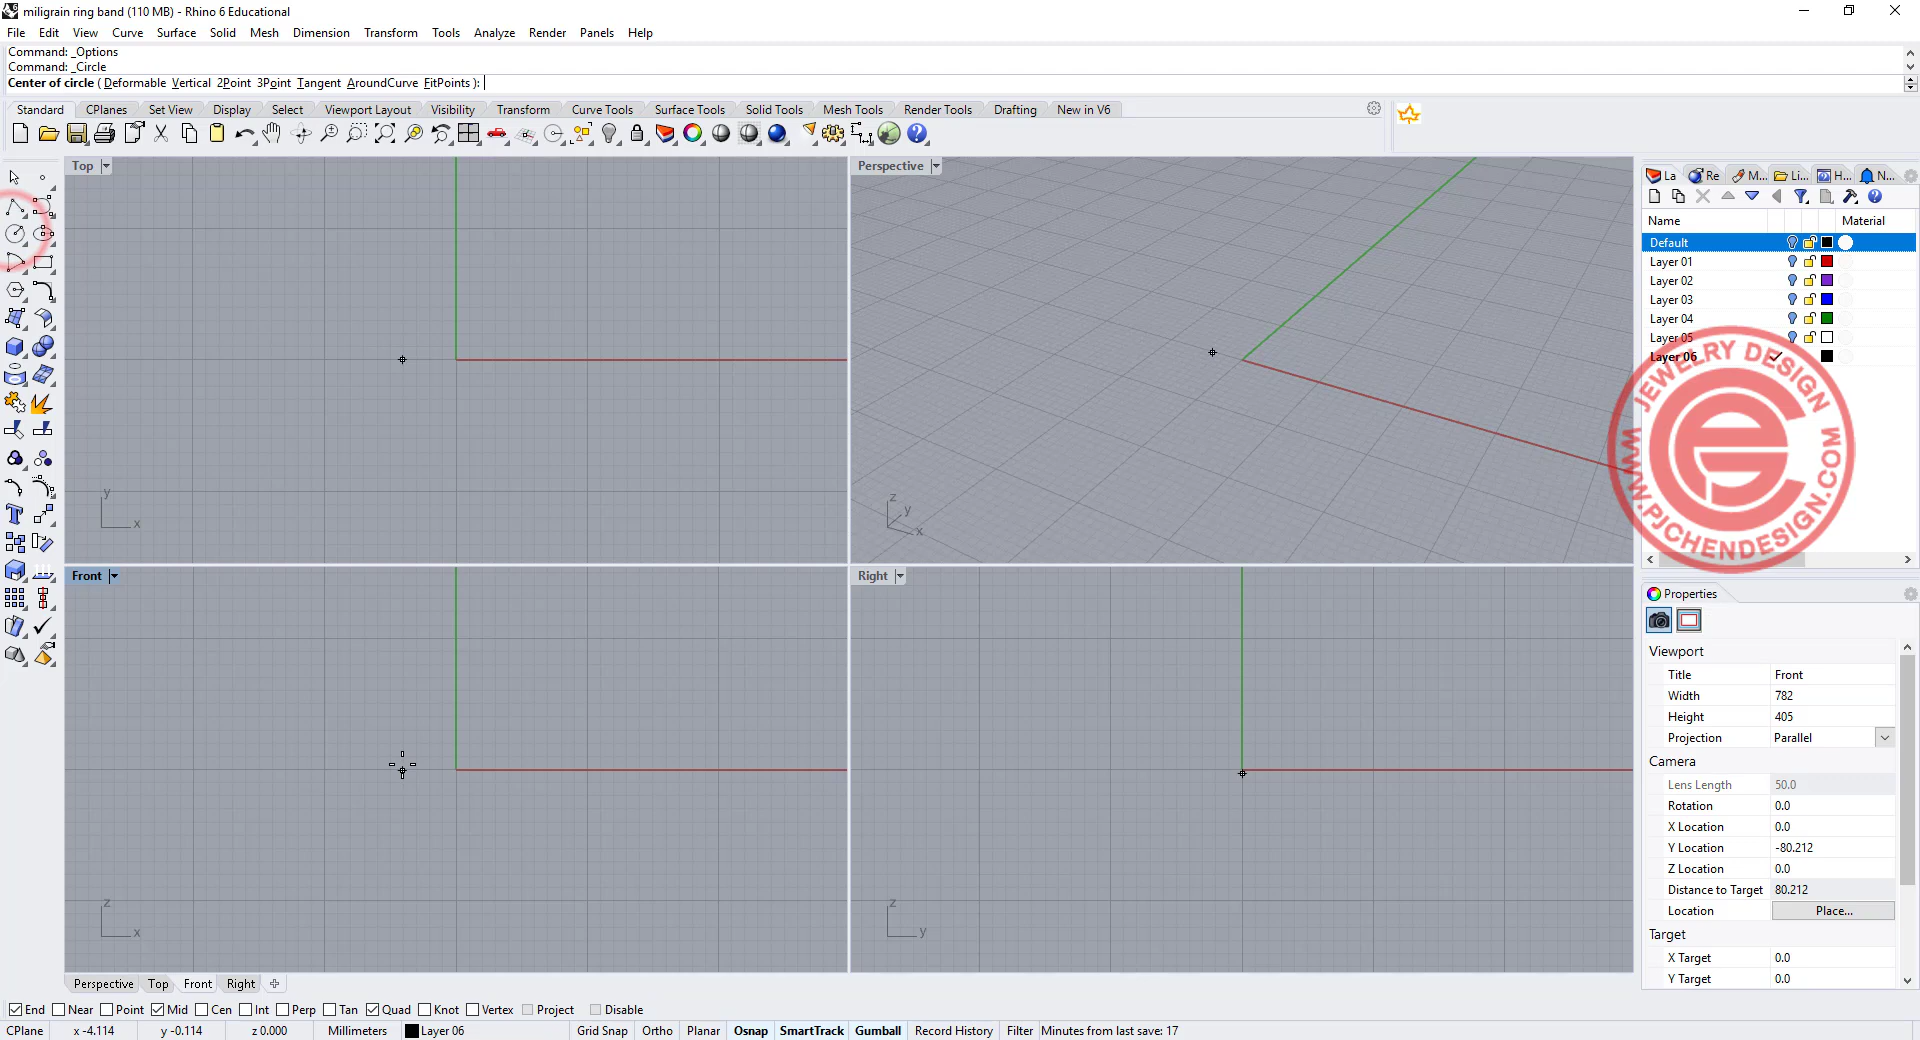 miligrain ring band (110 MB) - Rhino 6 Educational
File Edit View Curve Surface Solid Mesh Dimension Transform Tools Analyze Render Panels Help
Command: _Options
Command: _Circle
Center of circle ( Deformable Vertical 2Point 3Point Tangent AroundCurve FitPoints ):
Standard CPlanes Set View Display Select Viewport Layout Visibility Transform Curve Tools Surface Tools Solid Tools Mesh Tools Render Tools Drafting New in V6
Top
Perspective
La Re M... Li... H... N...
Name Material
Default
Layer 01
Layer 02
Layer 03
Layer 04
Layer 05
Layer 06
JEWELRY DESIGN
WWW.PJCHENDESIGN.COM
y
x
z
y
x
Front
Right
z
x
z
y
Properties
Viewport
Title Front
Width 782
Height 405
Projection Parallel
Camera
Lens Length 50.0
Rotation 0.0
X Location 0.0
Y Location -80.212
Z Location 0.0
Distance to Target 80.212
Location Place...
Target
X Target 0.0
Y Target 0.0
Perspective Top Front Right
End Near Point Mid Cen Int Perp Tan Quad Knot Vertex Project Disable
CPlane x -4.114 y -0.114 z 0.000 Millimeters Layer 06 Grid Snap Ortho Planar Osnap SmartTrack Gumball Record History Filter Minutes from last save: 17